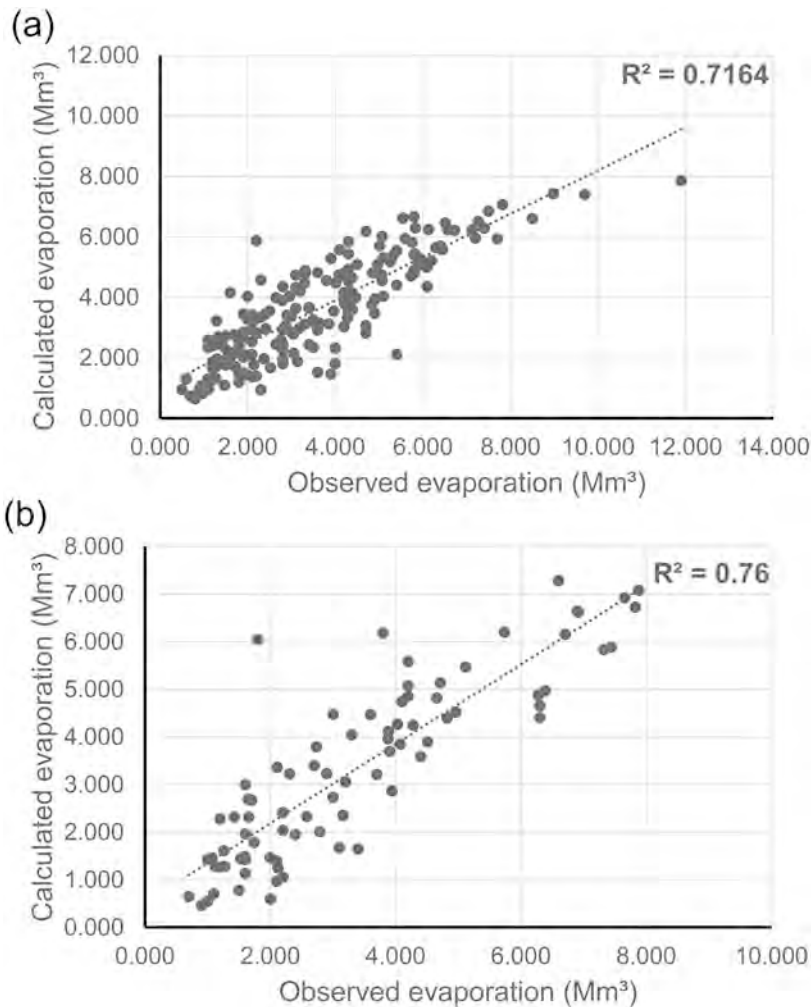 (a)
12.000
R² = 0.7164
10.000
8.000
6.000
4.000
2.000
0.000
Calculated evaporation (Mm³)
0.000 2.000 4.000 6.000 8.000 10.000 12.000 14.000
Observed evaporation (Mm³)
(b)
8.000
R² = 0.76
7.000
6.000
5.000
4.000
3.000
2.000
1.000
0.000
Calculated evaporation (Mm³)
0.000 2.000 4.000 6.000 8.000 10.000
Observed evaporation (Mm³)